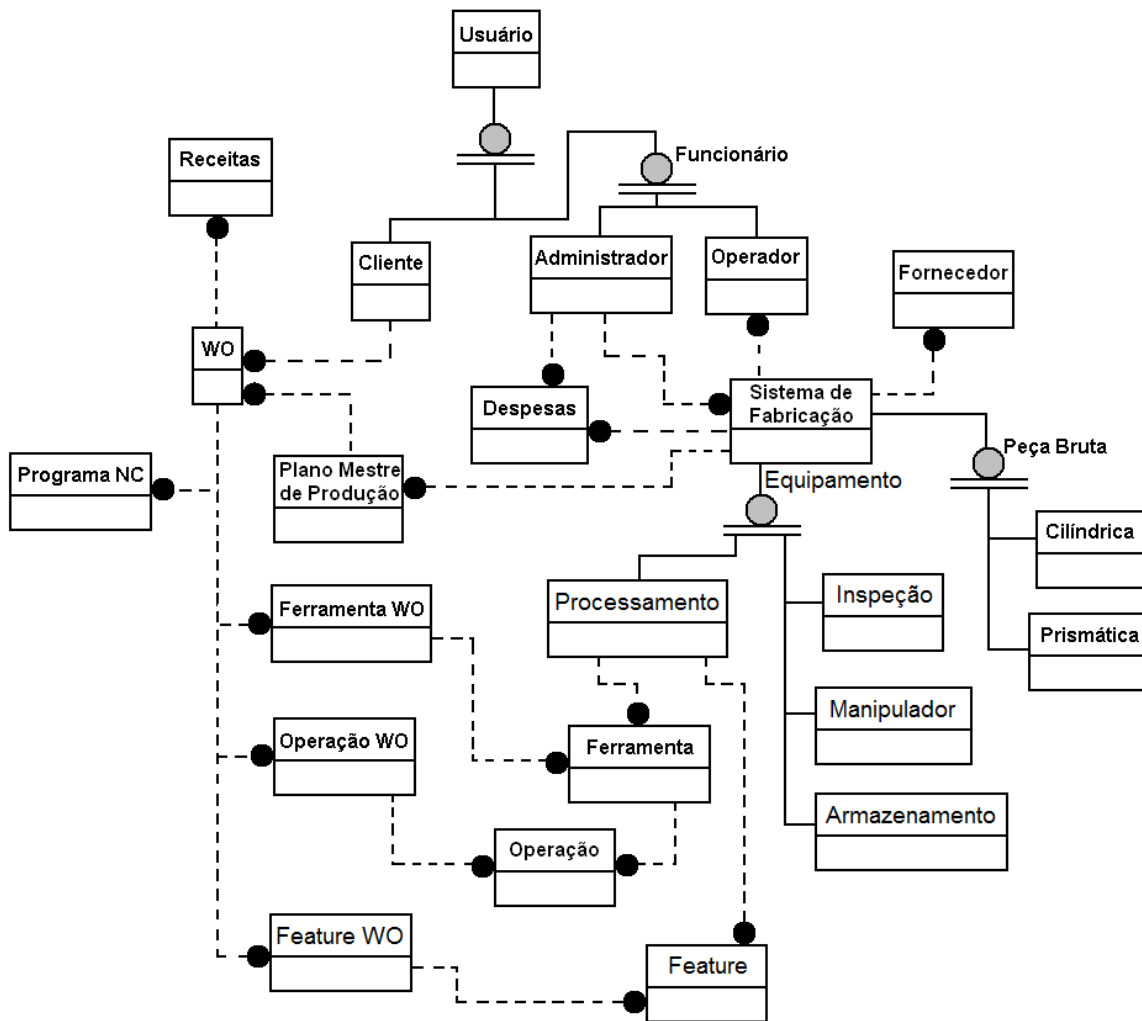 Usuário
Receitas
Funcionário
Cliente
Administrador
Operador
Fornecedor
WO
Despesas
Sistema de
Fabricação
Programa NC
Plano Mestre
de Produção
Equipamento
Peça Bruta
Cilíndrica
Processamento
Inspeção
Ferramenta WO
Prismática
Manipulador
Operação WO
Ferramenta
Armazenamento
Operação
Feature WO
Feature